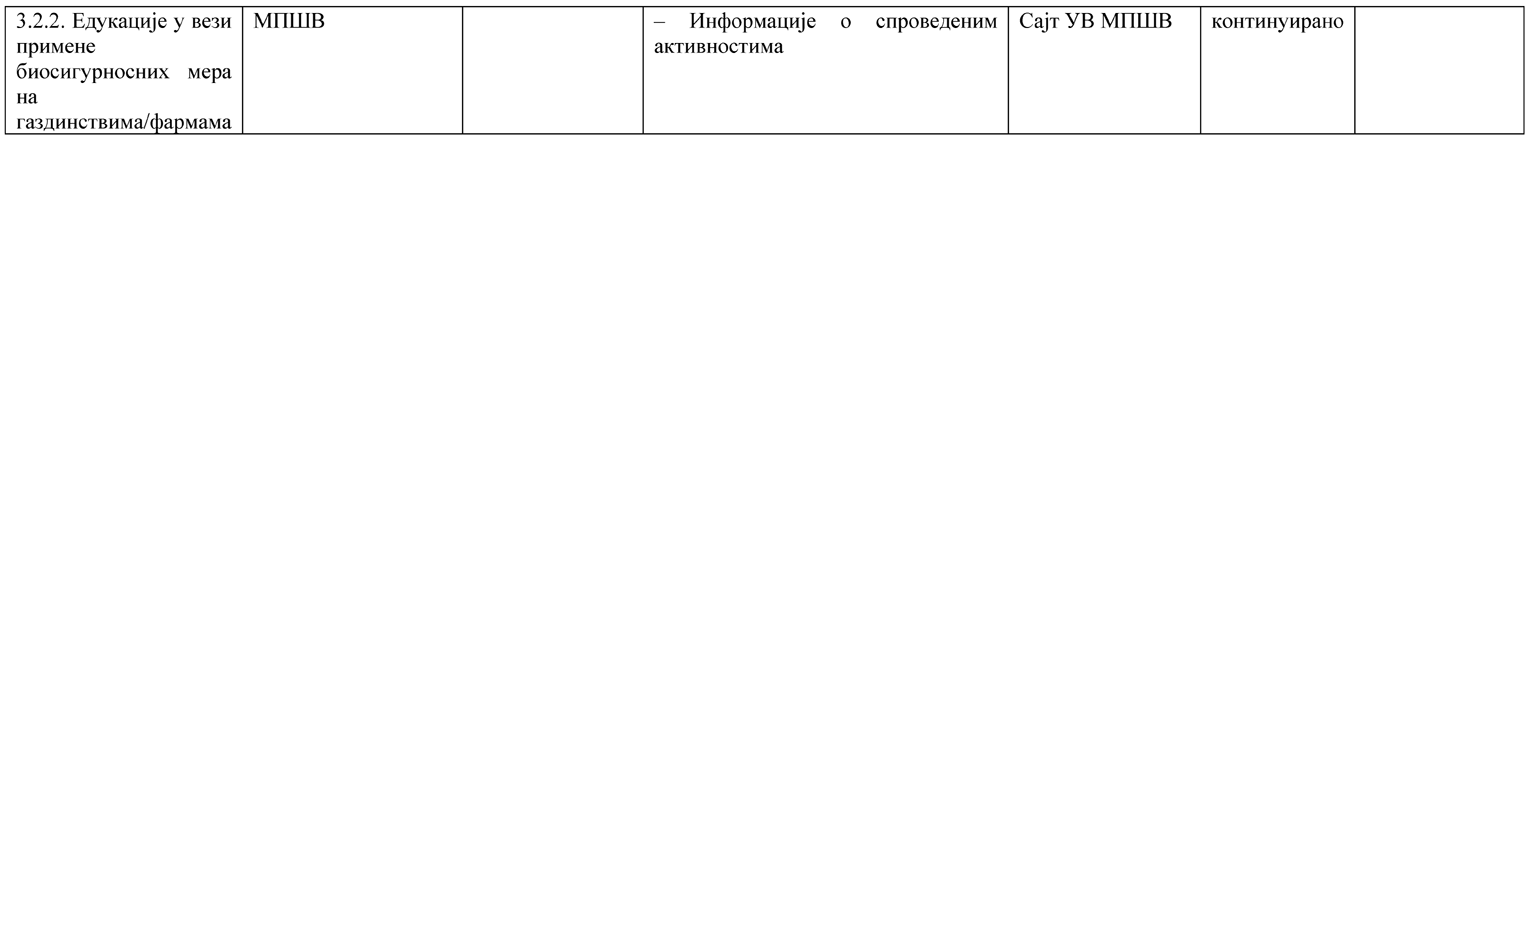 3.2.2. Едукације у вези
примене
биосигурносних мера
на
газдинствима/фармама
МПШВ
– Информације о спроведеним
активностима
Сајт УВ МПШВ
континуирано